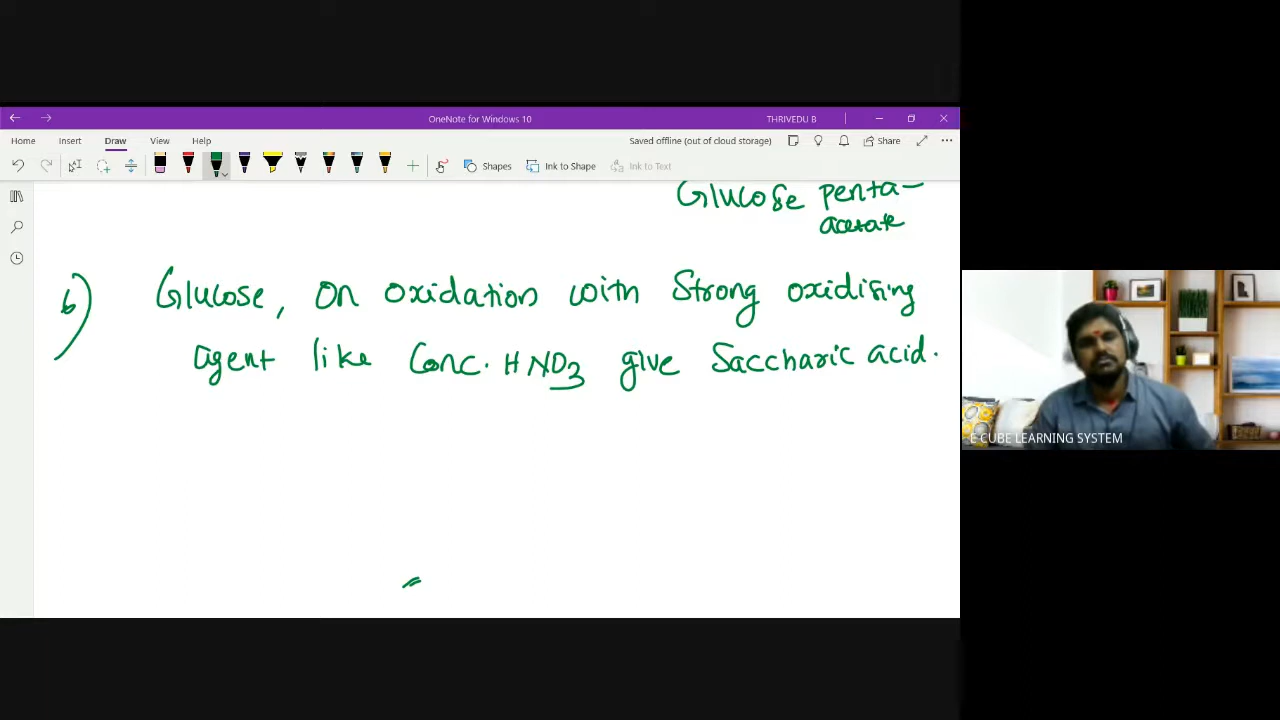 OneNote for Windows 10
THRIVEDU B
Home Insert Draw View Help
Saved offline (out of cloud storage)
Share
Shapes
Ink to Shape
Ink to Text
Glucose penta-
acetate
6) Glucose, On oxidation with Strong oxidising
agent like Conc. HNO3 give Saccharic acid.
E CUBE LEARNING SYSTEM